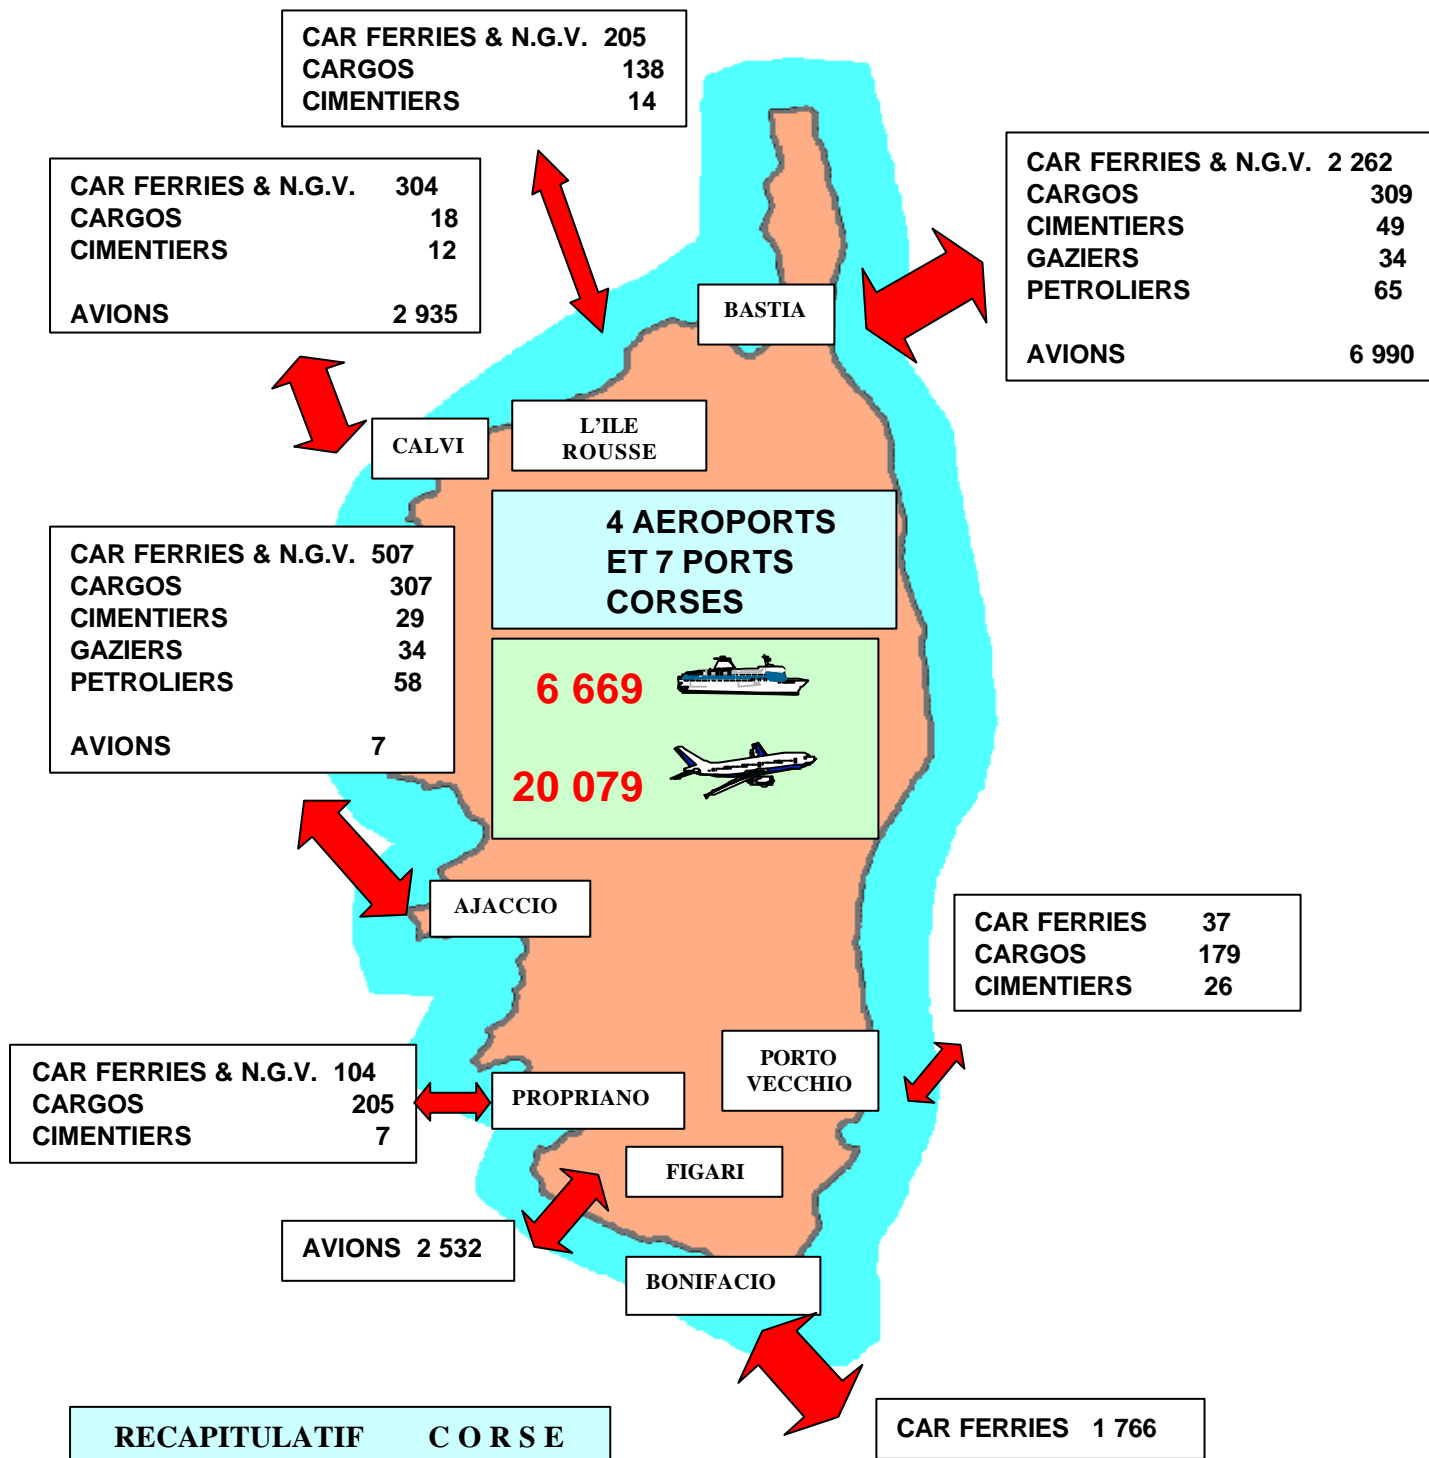 CAR FERRIES & N.G.V. 205
CARGOS 138
CIMENTIERS 14
CAR FERRIES & N.G.V. 304
CARGOS 18
CIMENTIERS 12
AVIONS 2 935
CAR FERRIES & N.G.V. 2 262
CARGOS 309
CIMENTIERS 49
GAZIERS 34
PETROLIERS 65
AVIONS 6 990
BASTIA
CALVI
L'ILE
ROUSSE
4 AEROPORTS
ET 7 PORTS
CORSES
CAR FERRIES & N.G.V. 507
CARGOS 307
CIMENTIERS 29
GAZIERS 34
PETROLIERS 58
AVIONS 7
6 669
20 079
AJACCIO
CAR FERRIES 37
CARGOS 179
CIMENTIERS 26
PORTO
VECCHIO
CAR FERRIES & N.G.V. 104
CARGOS 205
CIMENTIERS 7
PROPRIANO
FIGARI
AVIONS 2 532
BONIFACIO
CAR FERRIES 1 766
RECAPITULATIF C O R S E